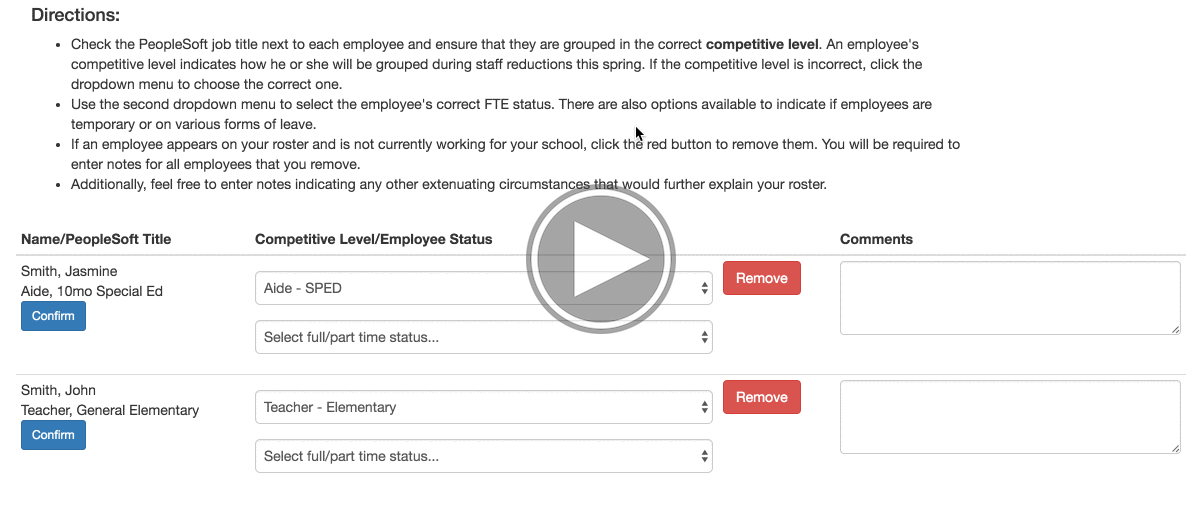 Directions:
• Check the PeopleSoft job title next to each employee and ensure that they are grouped in the correct competitive level. An employee's
competitive level indicates how he or she will be grouped during staff reductions this spring. If the competitive level is incorrect, click the
dropdown menu to choose the correct one.
• Use the second dropdown menu to select the employee's correct FTE status. There are also options available to indicate if employees are
temporary or on various forms of leave.
• If an employee appears on your roster and is not currently working for your school, click the red button to remove them. You will be required to
enter notes for all employees that you remove.
• Additionally, feel free to enter notes indicating any other extenuating circumstances that would further explain your roster.
Name/PeopleSoft Title Competitive Level/Employee Status Comments
Smith, Jasmine
Aide, 10mo Special Ed
Confirm
Aide - SPED
Select full/part time status...
Remove
Smith, John
Teacher, General Elementary
Confirm
Teacher - Elementary
Select full/part time status...
Remove